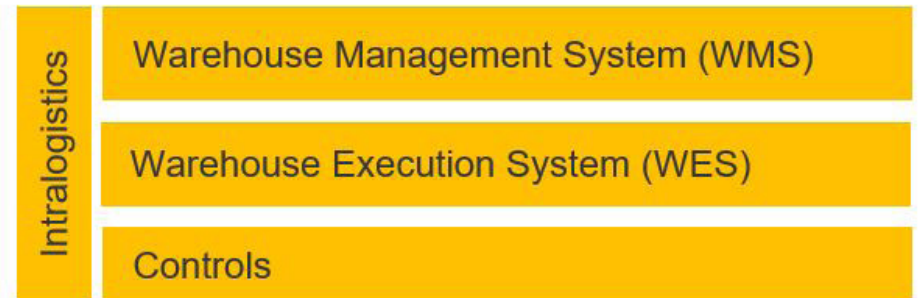 Intralogistics
Warehouse Management System (WMS)
Warehouse Execution System (WES)
Controls